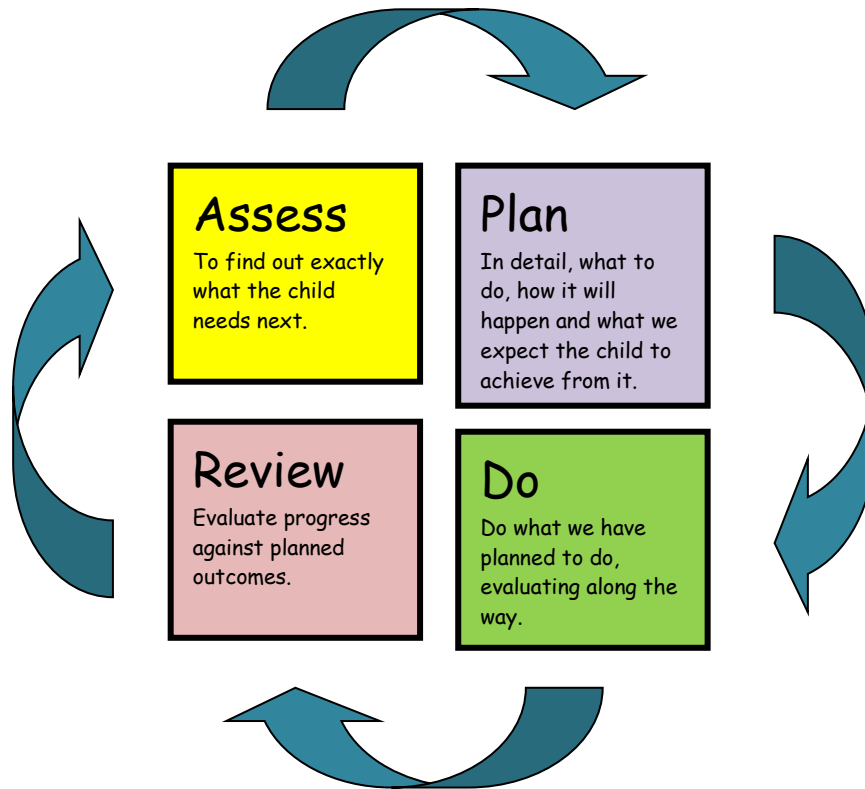 Assess
To find out exactly
what the child
needs next.
Plan
In detail, what to
do, how it will
happen and what we
expect the child to
achieve from it.
Review
Evaluate progress
against planned
outcomes.
Do
Do what we have
planned to do,
evaluating along the
way.